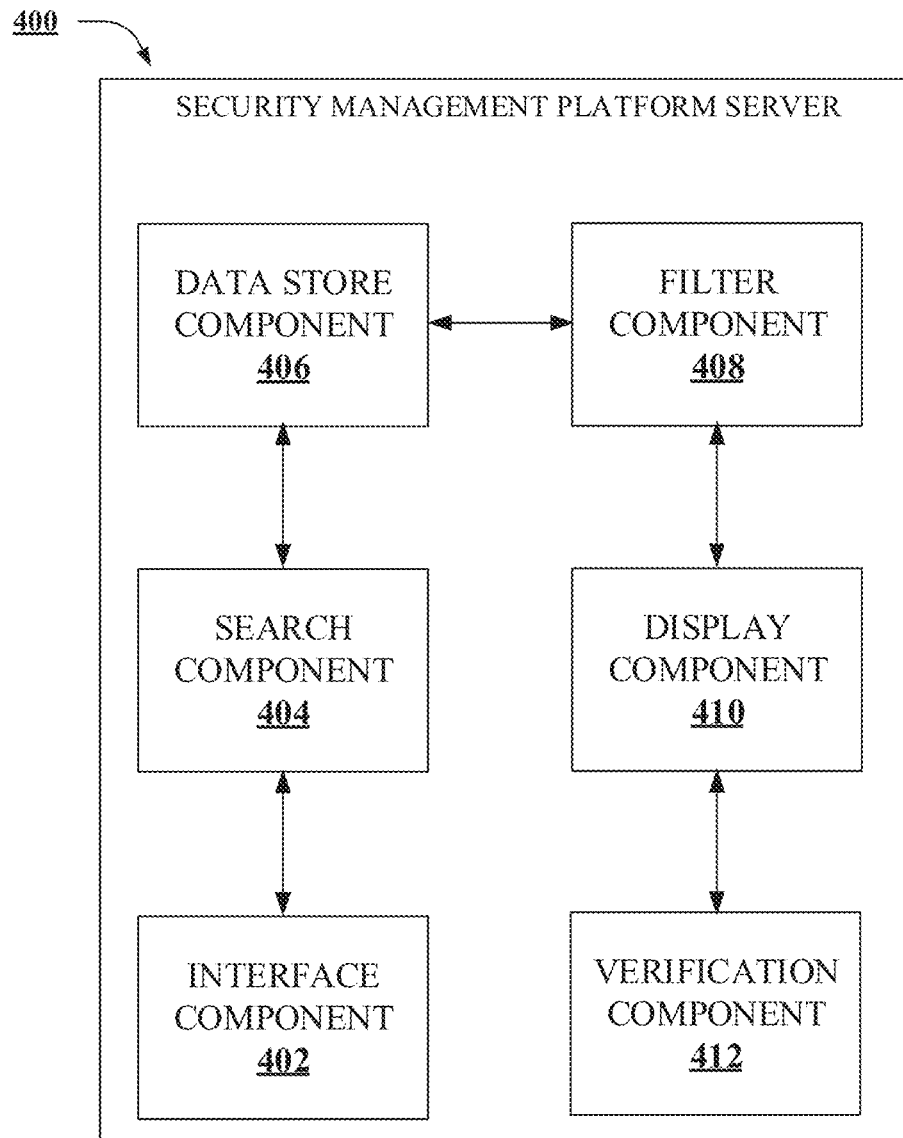 400
SECURITY MANAGEMENT PLATFORM SERVER
DATA STORE
COMPONENT
406
FILTER
COMPONENT
408
SEARCH
COMPONENT
404
DISPLAY
COMPONENT
410
INTERFACE
COMPONENT
402
VERIFICATION
COMPONENT
412